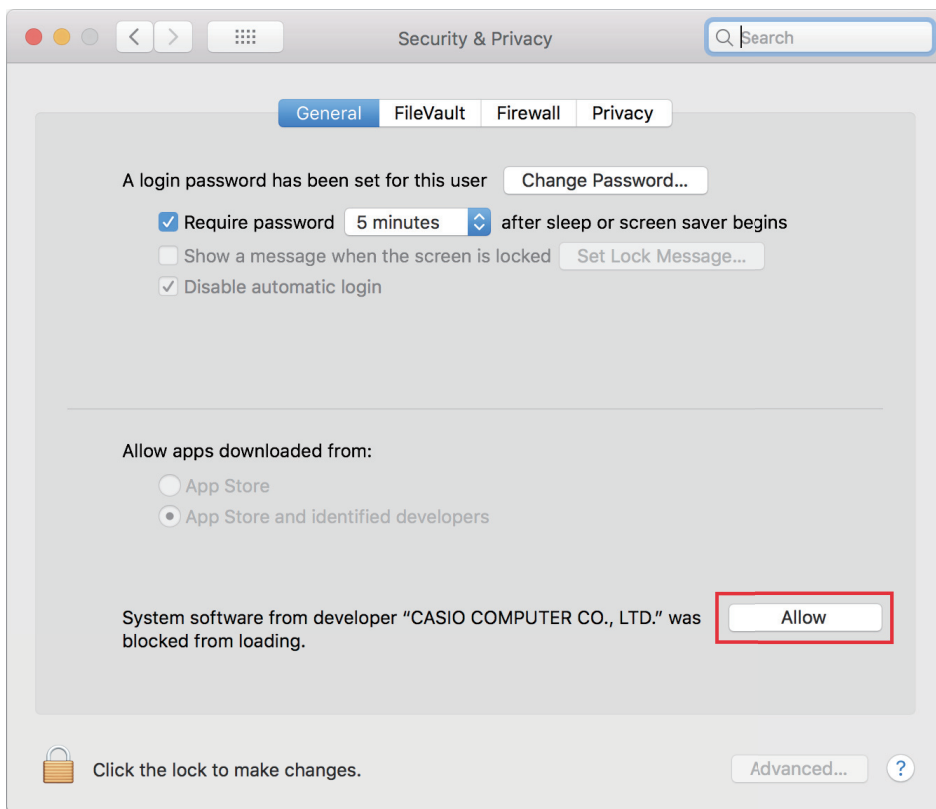 Security & Privacy
Search
General FileVault Firewall Privacy
A login password has been set for this user Change Password...
Require password 5 minutes after sleep or screen saver begins
Show a message when the screen is locked Set Lock Message...
Disable automatic login
Allow apps downloaded from:
App Store
App Store and identified developers
System software from developer “CASIO COMPUTER CO., LTD.” was Allow
blocked from loading.
Click the lock to make changes. Advanced... ?